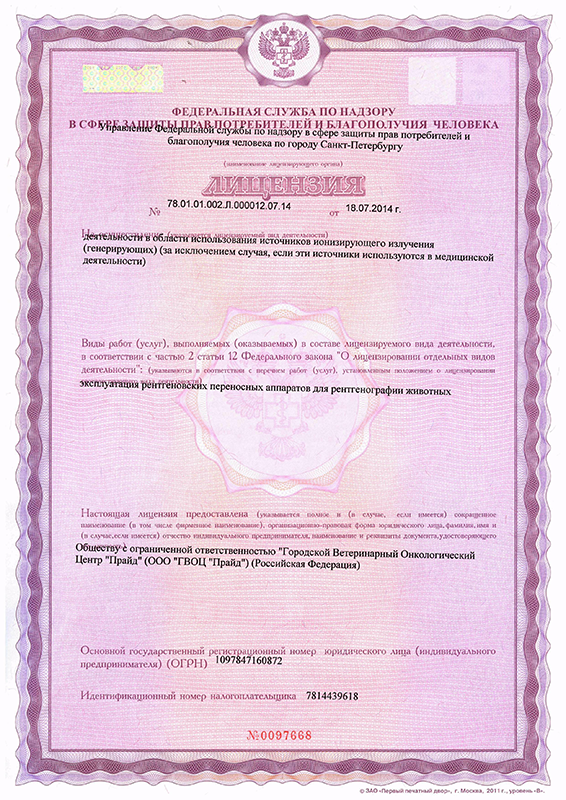 ФЕДЕРАЛЬНАЯ СЛУЖБА ПО НАДЗОРУ
В СФЕРЕ ЗАЩИТЫ ПРАВ ПОТРЕБИТЕЛЕЙ И БЛАГОПОЛУЧИЯ ЧЕЛОВЕКА
Управление Федеральной службы по надзору в сфере защиты прав потребителей и
благополучия человека по городу Санкт-Петербургу
(наименование лицензирующего органа)
ЛИЦЕНЗИЯ
№ 78.01.01.002.Л.000012.07.14 от 18.07.2014 г.
На осуществление (указывается лицензируемый вид деятельности)
деятельности в области использования источников ионизирующего излучения
(генерирующих) (за исключением случая, если эти источники используются в медицинской
деятельности)
Виды работ (услуг), выполняемых (оказываемых) в составе лицензируемого вида деятельности,
в соответствии с частью 2 статьи 12 Федерального закона "О лицензировании отдельных видов
деятельности": (указываются в соответствии с перечнем работ (услуг), установленным положением о лицензировании
вида деятельности)
эксплуатация рентгеновских переносных аппаратов для рентгенографии животных
Настоящая лицензия предоставлена (указывается полное и (в случае, если имеется) сокращенное
наименование (в том числе фирменное наименование), организационно-правовая форма юридического лица, фамилия, имя и
(в случае,если имеется) отчество индивидуального предпринимателя, наименование и реквизиты документа,удостоверяющего
Обществу с ограниченной ответственностью "Городской Ветеринарный Онкологический
Центр "Прайд" (ООО "ГВОЦ "Прайд") (Российская Федерация)
Основной государственный регистрационный номер юридического лица (индивидуального
предпринимателя) (ОГРН) 1097847160872
Идентификационный номер налогоплательщика 7814439618
№0097668
© ЗАО «Первый печатный двор», г. Москва, 2011 г., уровень «В».